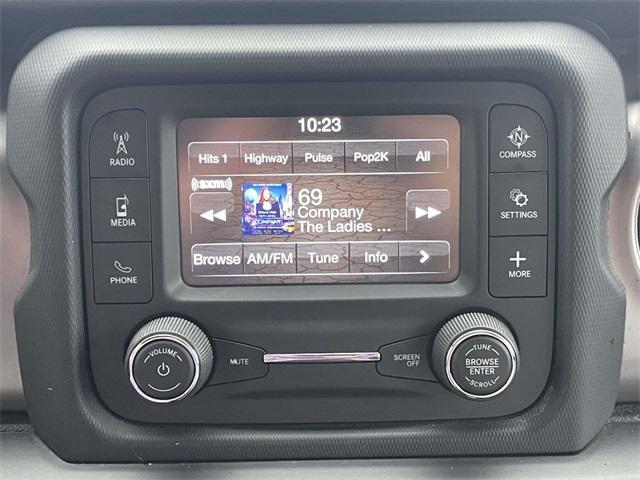 10:23
Hits 1 Highway Pulse Pop2K All
((SXM))
69
Company
The Ladies ...
COMPANY
Browse AM/FM Tune Info >
RADIO
MEDIA
PHONE
COMPASS
SETTINGS
+
MORE
VOLUME
MUTE
SCREEN
OFF
TUNE
BROWSE
ENTER
SCROLL